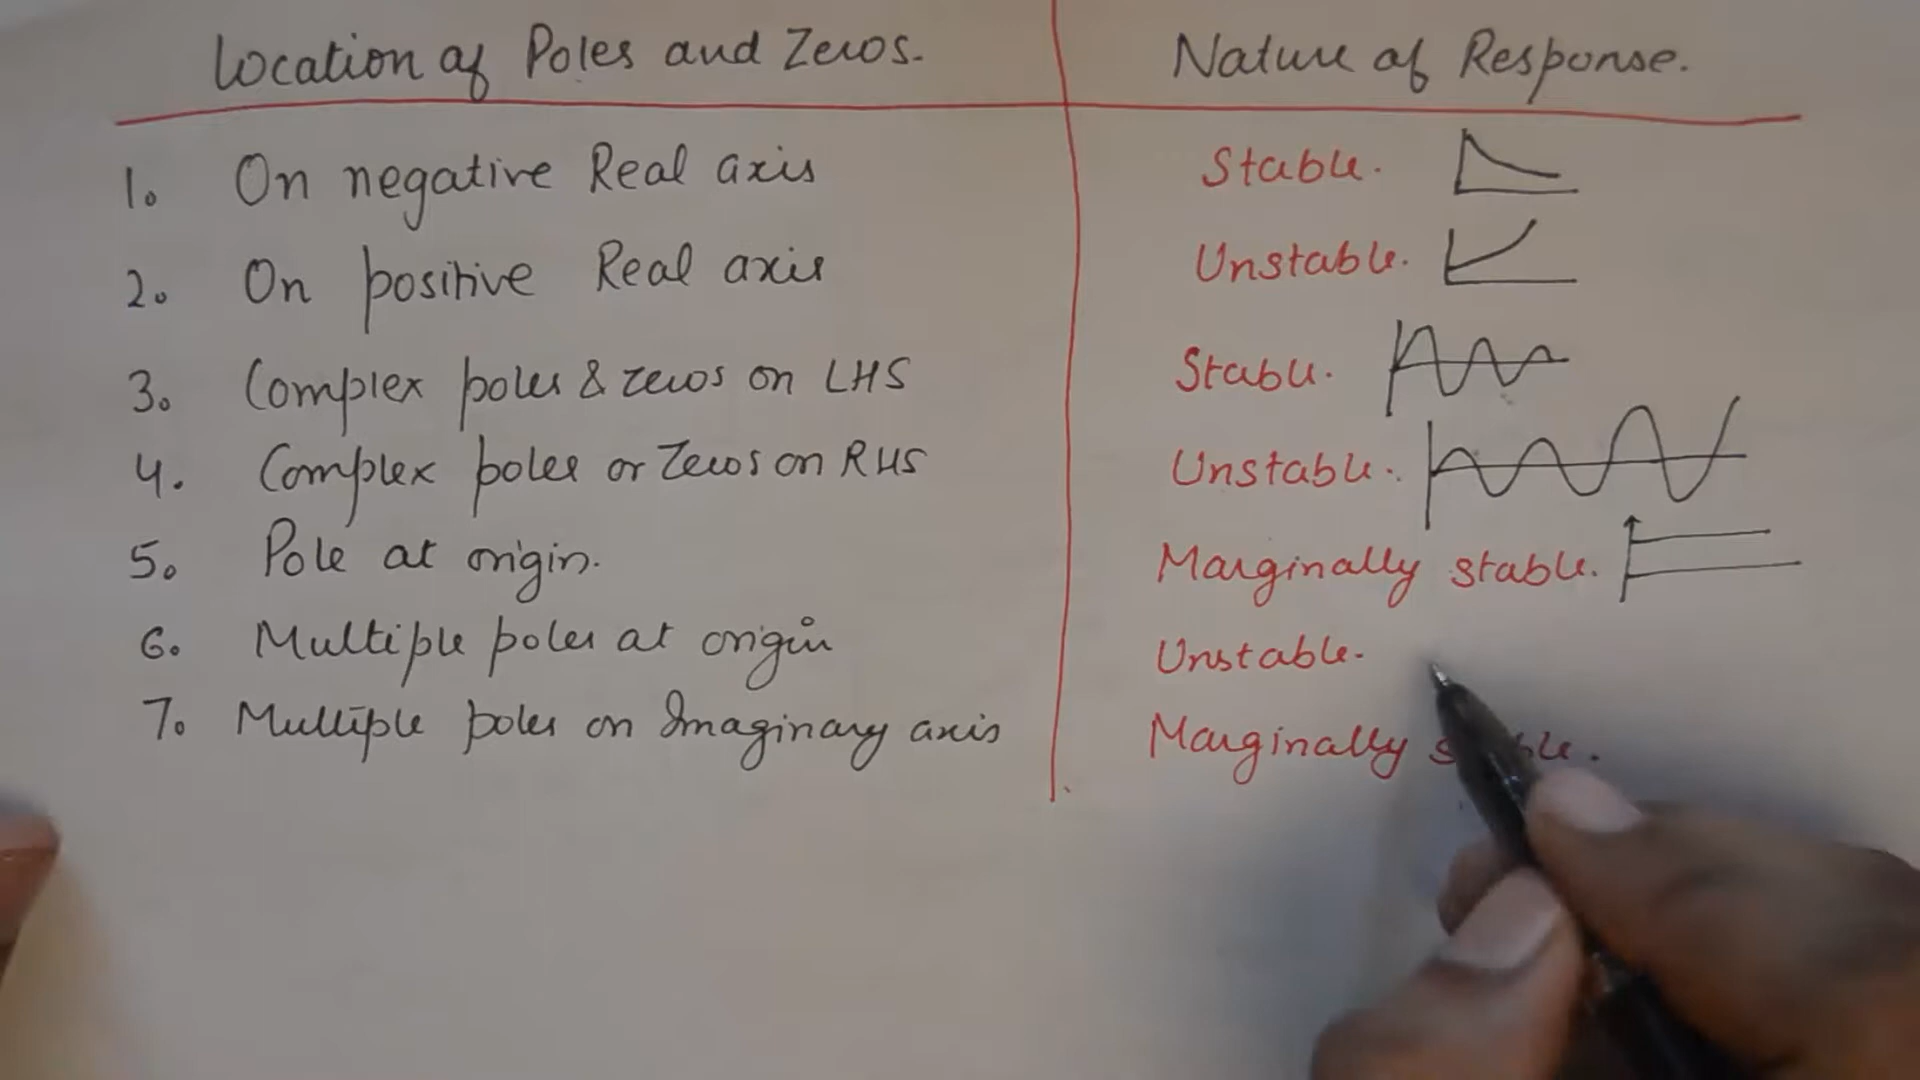 Location of Poles and Zeros. Nature of Response.
1. On negative Real axis Stable.
2. On positive Real axis Unstable.
3. Complex poles & zeros on LHS Stable.
4. Complex poles or Zeros on RHS Unstable.
5. Pole at origin. Marginally stable.
6. Multiple poles at origin Unstable.
7. Multiple poles on Imaginary axis Marginally